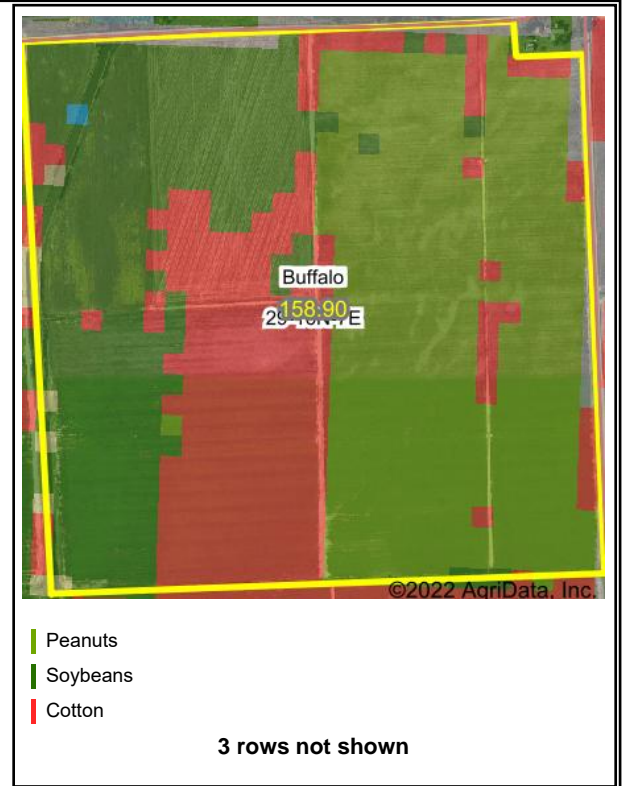 Buffalo
158.90
©2022 AgriData, Inc.
Peanuts
Soybeans
Cotton
3 rows not shown